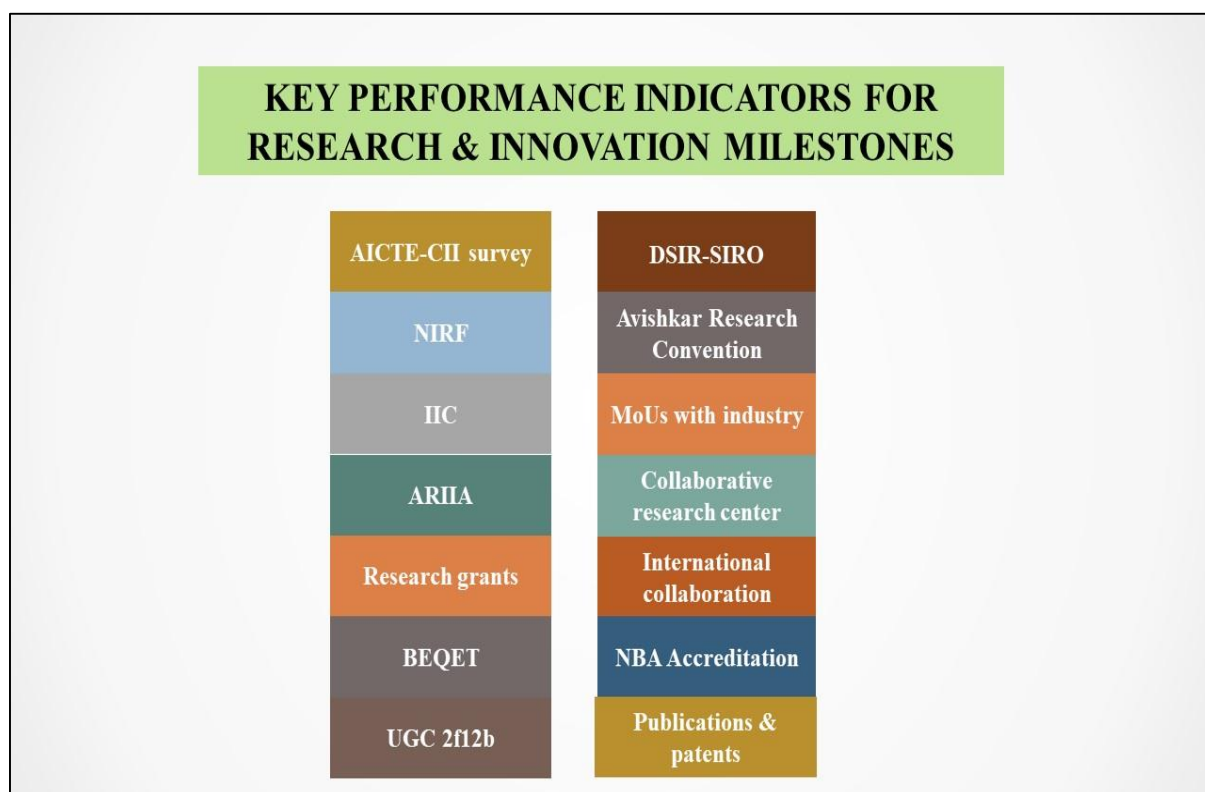 KEY PERFORMANCE INDICATORS FOR
RESEARCH & INNOVATION MILESTONES
AICTE-CII survey
NIRF
IIC
ARIIA
Research grants
BEQET
UGC 2f12b
DSIR-SIRO
Avishkar Research
Convention
MoUs with industry
Collaborative
research center
International
collaboration
NBA Accreditation
Publications &
patents